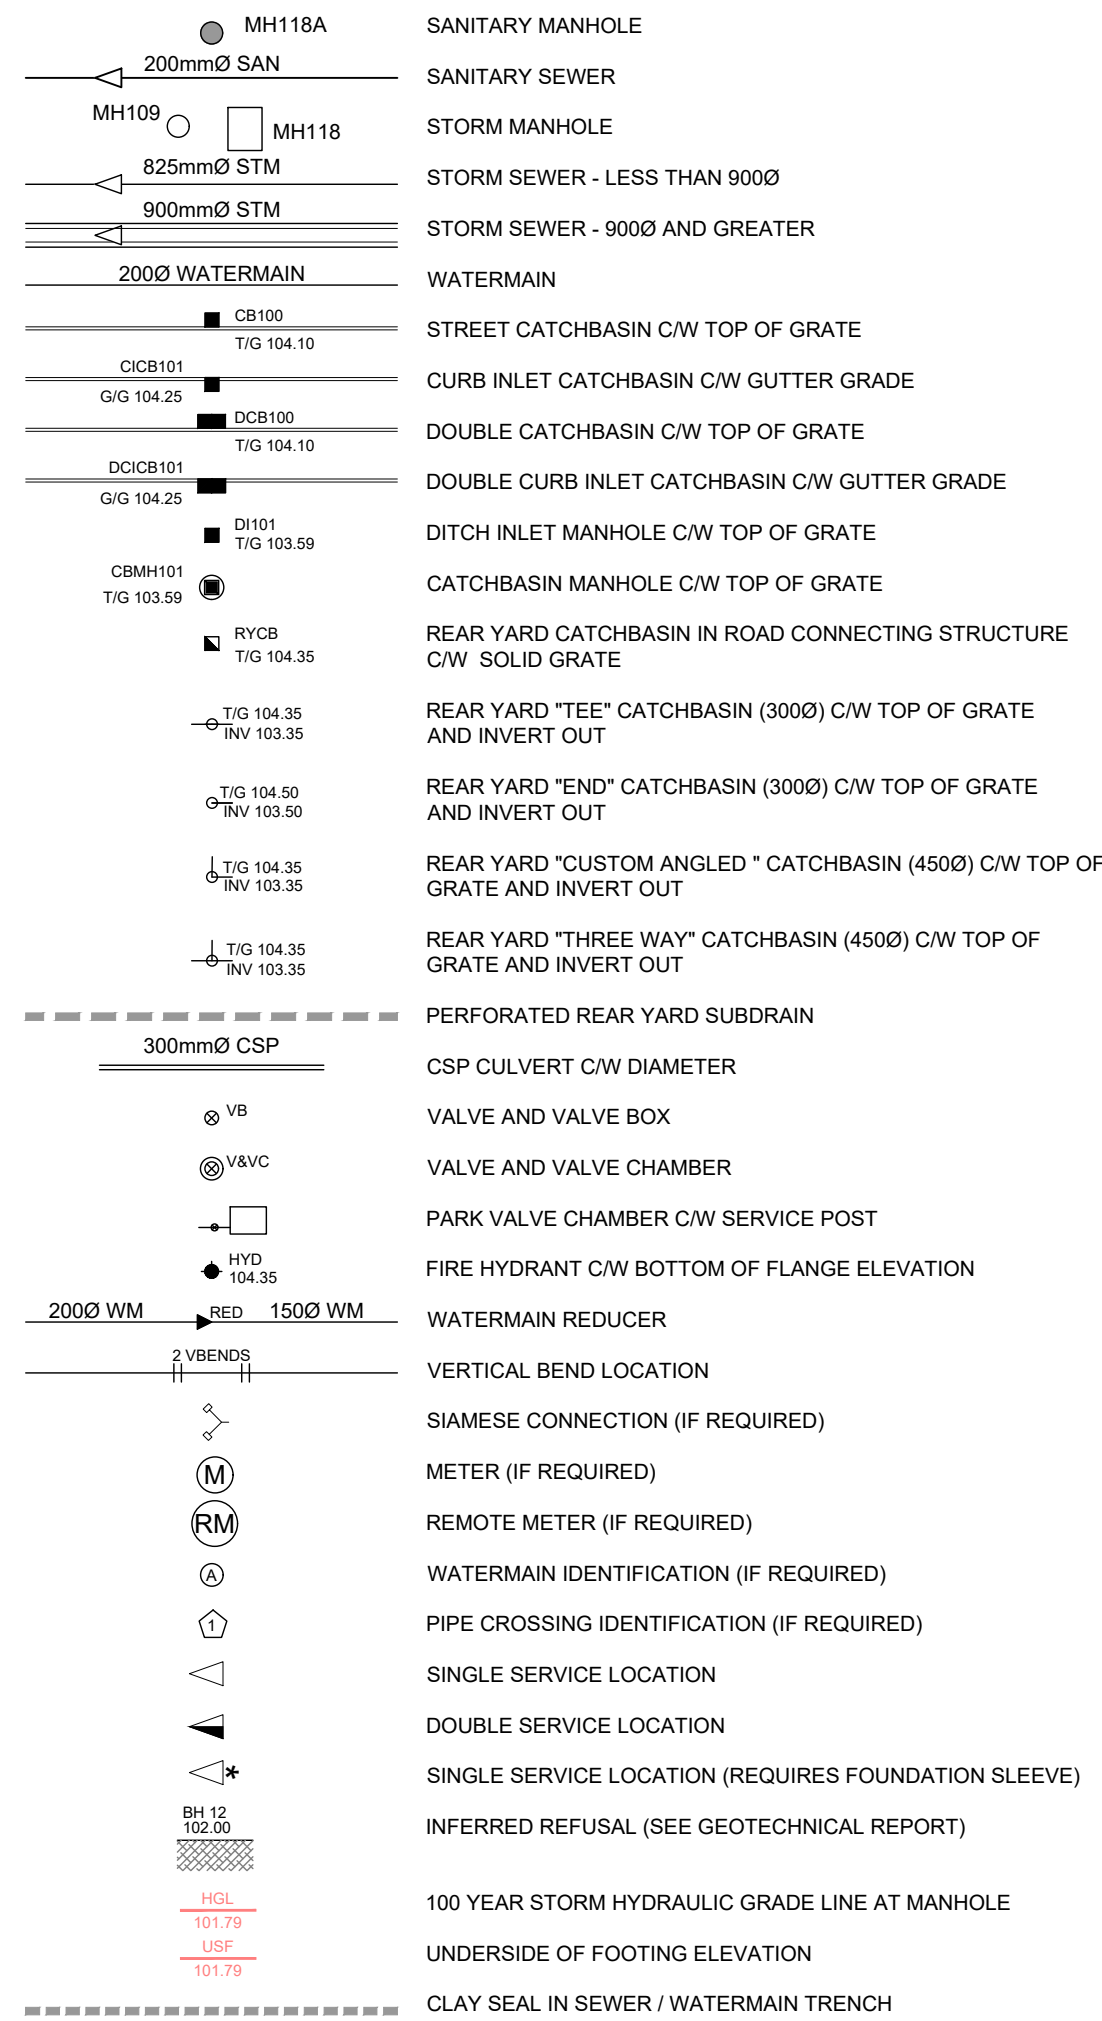 MH118A SANITARY MANHOLE
200mmØ SAN SANITARY SEWER
MH109 MH118 STORM MANHOLE
825mmØ STM STORM SEWER - LESS THAN 900Ø
900mmØ STM STORM SEWER - 900Ø AND GREATER
200Ø WATERMAIN WATERMAIN
CB100
T/G 104.10
STREET CATCHBASIN C/W TOP OF GRATE
CICB101
G/G 104.25
CURB INLET CATCHBASIN C/W GUTTER GRADE
DCB100
T/G 104.10
DOUBLE CATCHBASIN C/W TOP OF GRATE
DCICB101
G/G 104.25
DOUBLE CURB INLET CATCHBASIN C/W GUTTER GRADE
DI101
T/G 103.59
DITCH INLET MANHOLE C/W TOP OF GRATE
CBMH101
T/G 103.59
CATCHBASIN MANHOLE C/W TOP OF GRATE
RYCB
T/G 104.35
REAR YARD CATCHBASIN IN ROAD CONNECTING STRUCTURE
C/W SOLID GRATE
T/G 104.35
INV 103.35
REAR YARD "TEE" CATCHBASIN (300Ø) C/W TOP OF GRATE
AND INVERT OUT
T/G 104.50
INV 103.50
REAR YARD "END" CATCHBASIN (300Ø) C/W TOP OF GRATE
AND INVERT OUT
T/G 104.35
INV 103.35
REAR YARD "CUSTOM ANGLED " CATCHBASIN (450Ø) C/W TOP OF
GRATE AND INVERT OUT
T/G 104.35
INV 103.35
REAR YARD "THREE WAY" CATCHBASIN (450Ø) C/W TOP OF
GRATE AND INVERT OUT
PERFORATED REAR YARD SUBDRAIN
300mmØ CSP CSP CULVERT C/W DIAMETER
VB VALVE AND VALVE BOX
V&VC VALVE AND VALVE CHAMBER
PARK VALVE CHAMBER C/W SERVICE POST
HYD
104.35
FIRE HYDRANT C/W BOTTOM OF FLANGE ELEVATION
200Ø WM RED 150Ø WM WATERMAIN REDUCER
2 VBENDS VERTICAL BEND LOCATION
SIAMESE CONNECTION (IF REQUIRED)
M METER (IF REQUIRED)
RM REMOTE METER (IF REQUIRED)
A WATERMAIN IDENTIFICATION (IF REQUIRED)
1 PIPE CROSSING IDENTIFICATION (IF REQUIRED)
SINGLE SERVICE LOCATION
DOUBLE SERVICE LOCATION
* SINGLE SERVICE LOCATION (REQUIRES FOUNDATION SLEEVE)
BH 12
102.00
INFERRED REFUSAL (SEE GEOTECHNICAL REPORT)
HGL
101.79
100 YEAR STORM HYDRAULIC GRADE LINE AT MANHOLE
USF
101.79
UNDERSIDE OF FOOTING ELEVATION
CLAY SEAL IN SEWER / WATERMAIN TRENCH